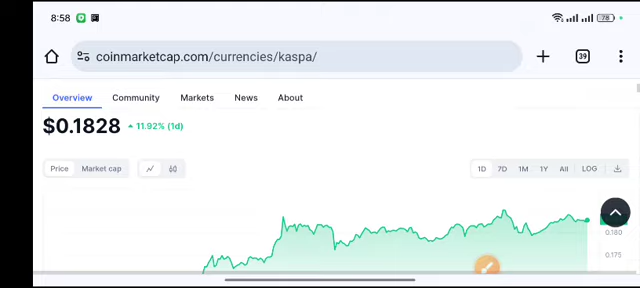 8:58 78
coinmarketcap.com/currencies/kaspa/ 39
Overview Community Markets News About
$0.1828 11.92% (1d)
Price Market cap 1D 7D 1M 1Y All LOG
0.180
0.175